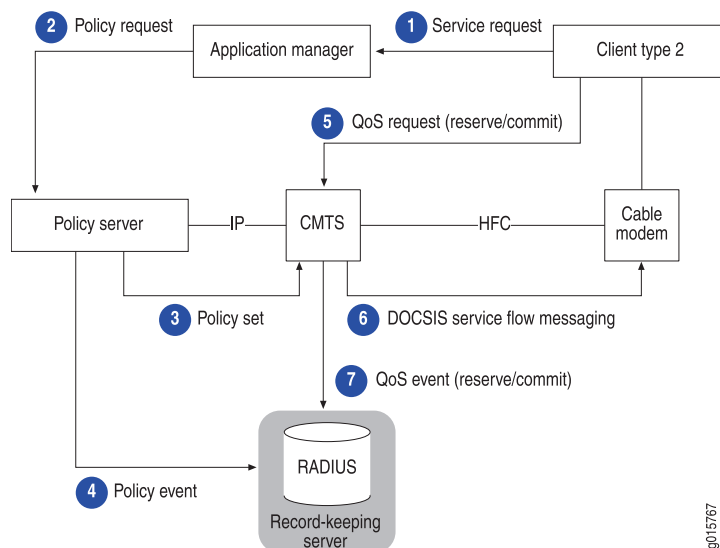 2 Policy request
1 Service request
Application manager
Client type 2
5 QoS request (reserve/commit)
Policy server
IP
CMTS
HFC
Cable
modem
3 Policy set
6 DOCSIS service flow messaging
7 QoS event (reserve/commit)
RADIUS
4 Policy event
Record-keeping
server
g015767